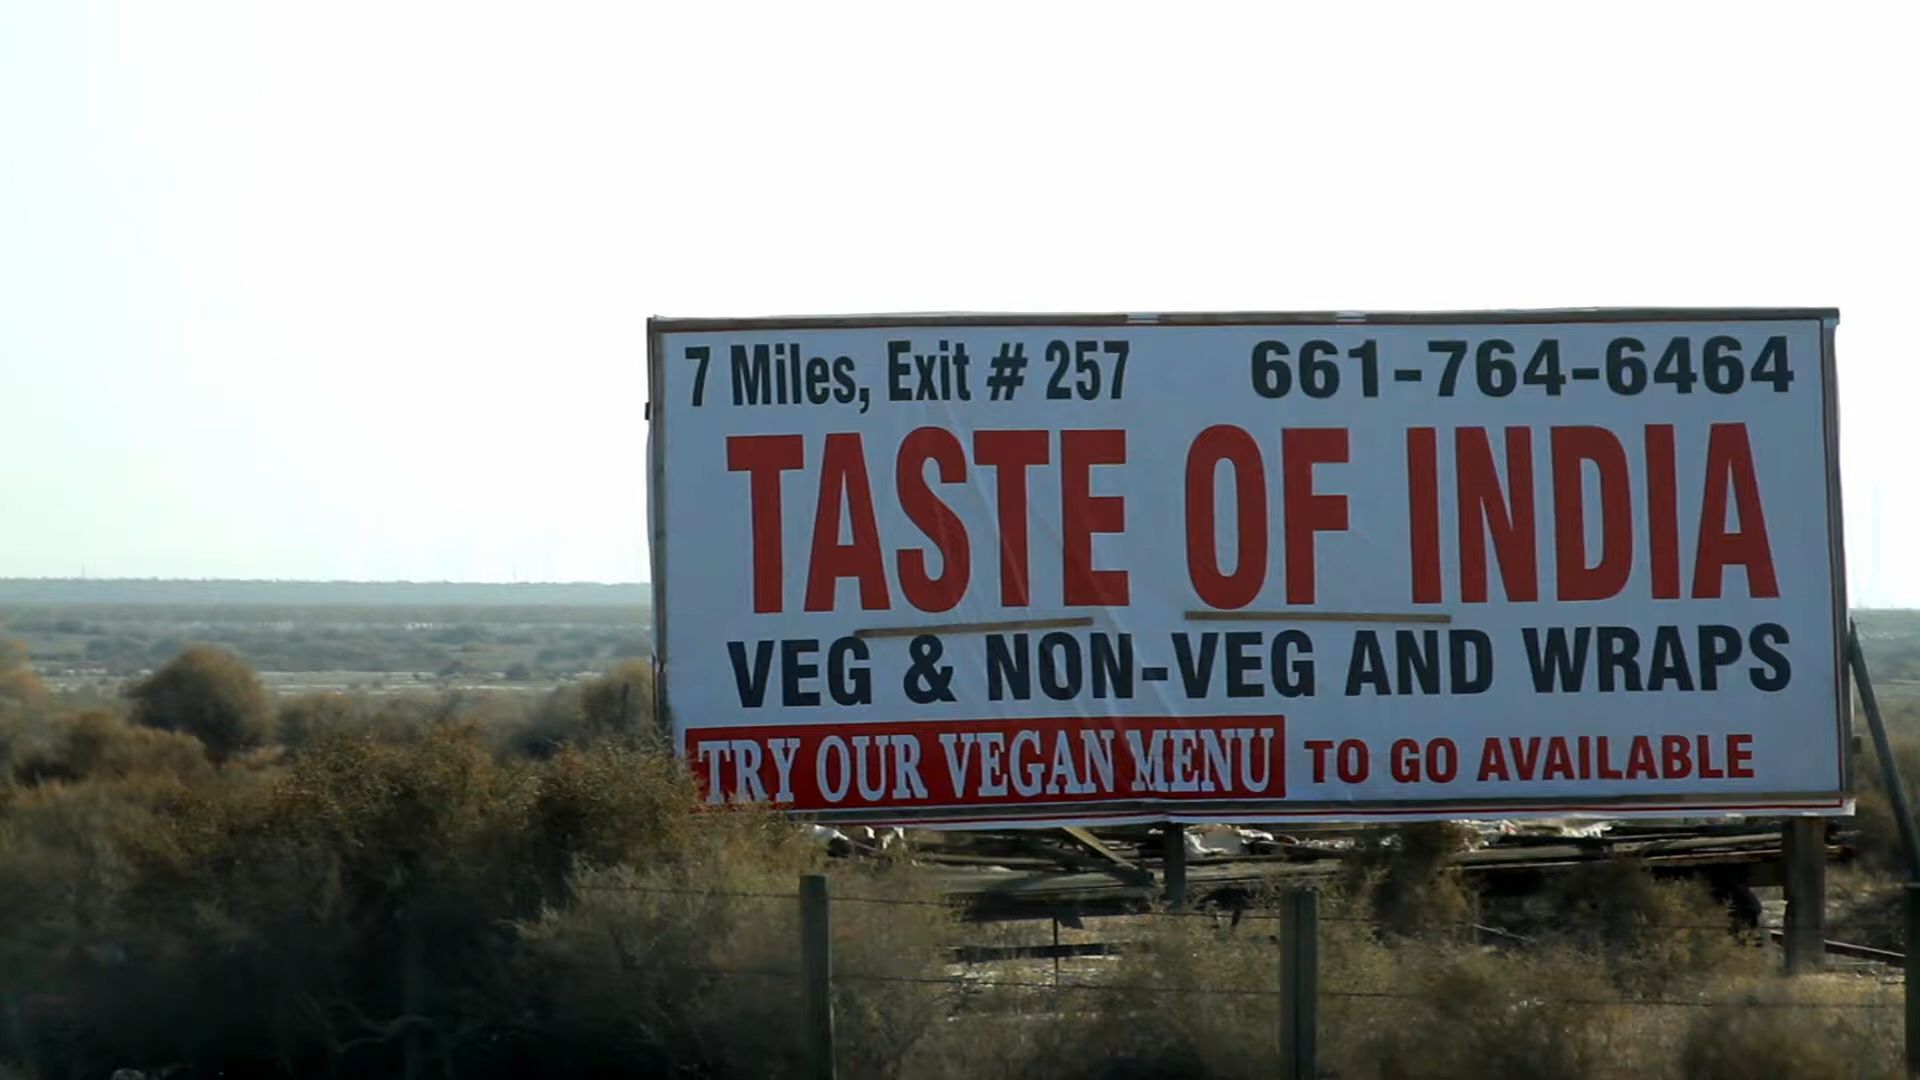 7 Miles, Exit # 257 661-764-6464
TASTE OF INDIA
VEG & NON-VEG AND WRAPS
TRY OUR VEGAN MENU TO GO AVAILABLE